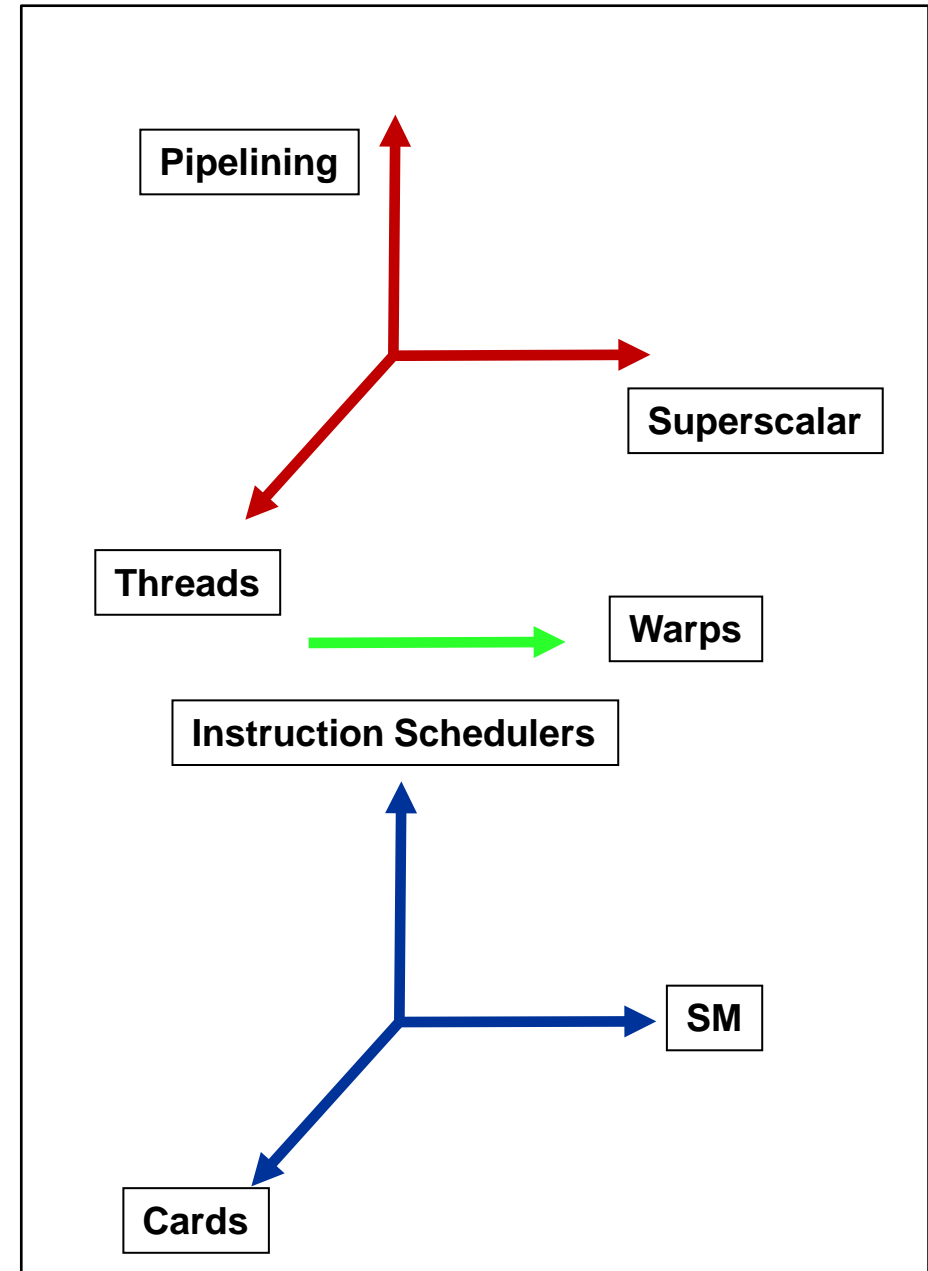 Pipelining
Superscalar
Threads
Warps
Instruction Schedulers
SM
Cards